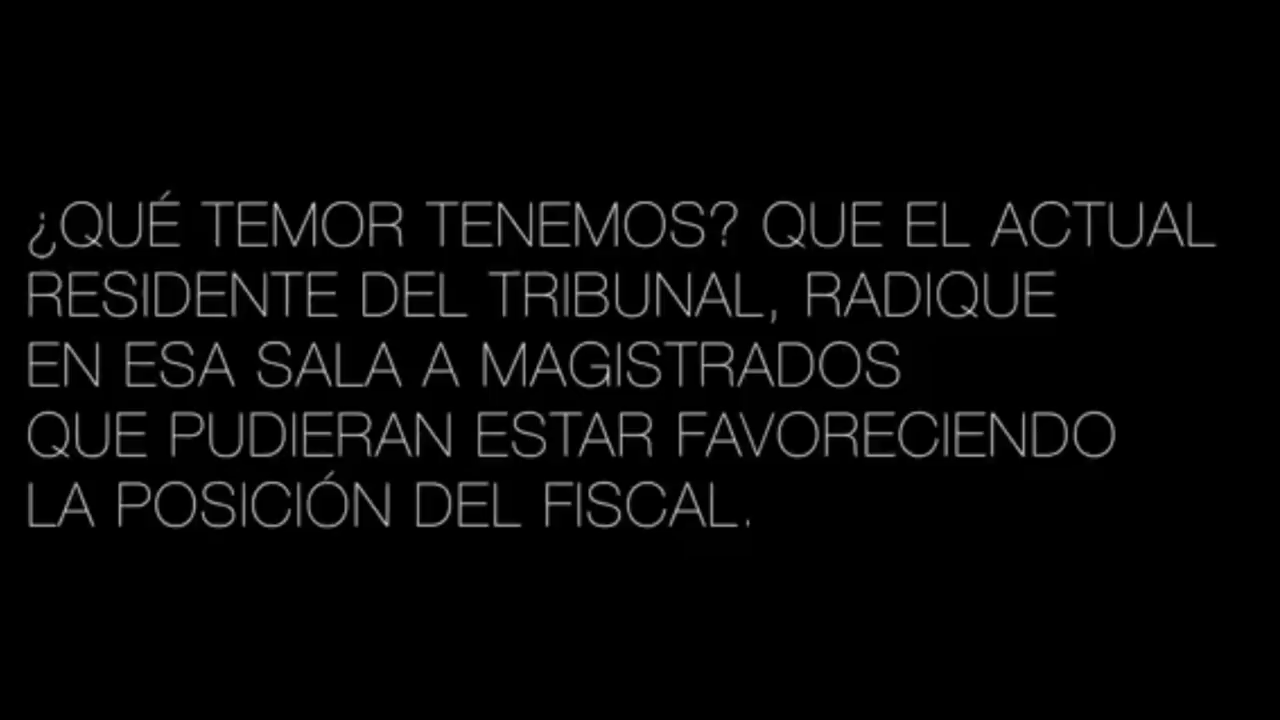 ¿QUÉ TEMOR TENEMOS? QUE EL ACTUAL
RESIDENTE DEL TRIBUNAL, RADIQUE
EN ESA SALA A MAGISTRADOS
QUE PUDIERAN ESTAR FAVORECIENDO
LA POSICIÓN DEL FISCAL.